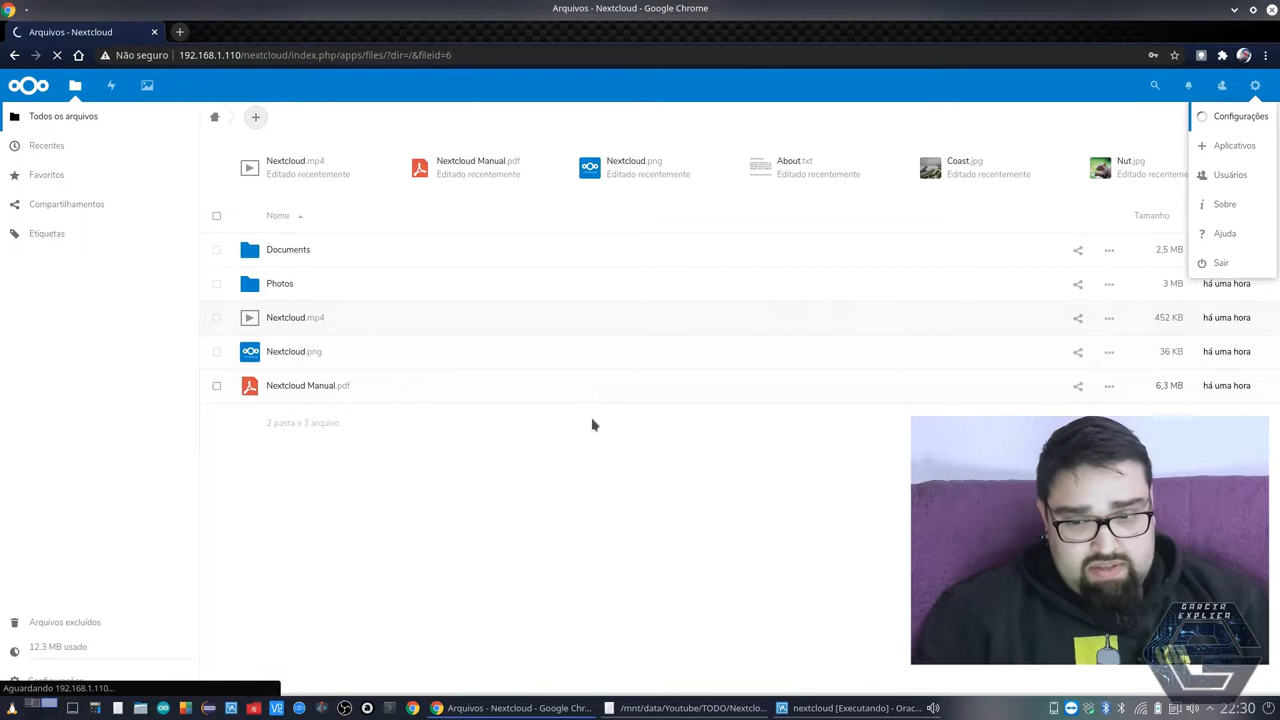 Arquivos - Nextcloud - Google Chrome
Arquivos - Nextcloud
Não seguro
192.168.1.110/nextcloud/index.php/apps/files/?dir=/&fileid=6
Todos os arquivos
Recentes
Favoritos
Compartilhamentos
Etiquetas
Nextcloud.mp4
Editado recentemente
Nextcloud Manual.pdf
Editado recentemente
Nextcloud.png
Editado recentemente
About.txt
Editado recentemente
Coast.jpg
Editado recentemente
Nut.jpg
Editado recenteme
Configurações
Aplicativos
Usuários
Sobre
Ajuda
Sair
Nome
Tamanho
Documents
2,5 MB
Photos
3 MB
há uma hora
Nextcloud.mp4
452 KB
há uma hora
Nextcloud.png
36 KB
há uma hora
Nextcloud Manual.pdf
6,3 MB
há uma hora
2 pasta e 3 arquivo
Arquivos excluídos
12.3 MB usado
Aguardando 192.168.1.110...
GARCIA
EXPLICA
Arquivos - Nextcloud - Google Chr...
/mnt/data/Youtube/TODO/Nextclo...
nextcloud [Executando] - Orac...
22:30